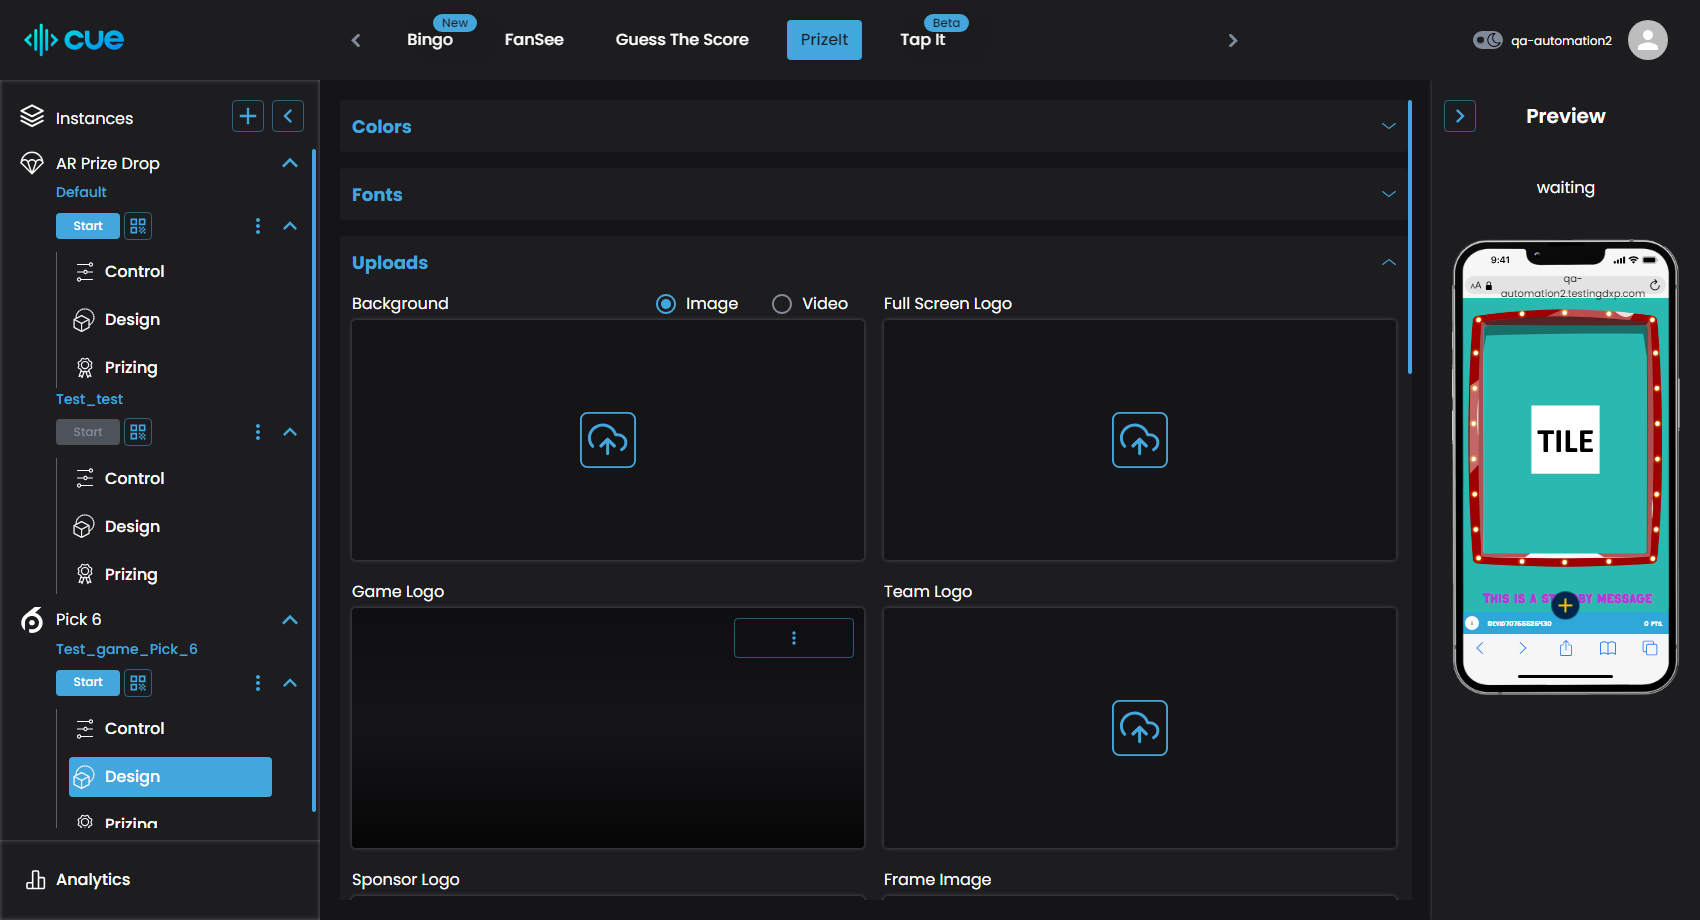 cue
Bingo
New
FanSee
Guess The Score
PrizeIt
Tap It
Beta
qa-automation2
Instances
AR Prize Drop
Default
Start
Control
Design
Prizing
Test_test
Start
Control
Design
Prizing
Pick 6
Test_game_Pick_6
Start
Control
Design
Prizing
Analytics
Colors
Fonts
Uploads
Background
Image
Video
Full Screen Logo
Game Logo
Team Logo
Sponsor Logo
Frame Image
Preview
waiting
9:41
AA
qa-
automation2.testingdxp.com
TILE
THIS IS A ST BY MESSAGE
0 PTS.